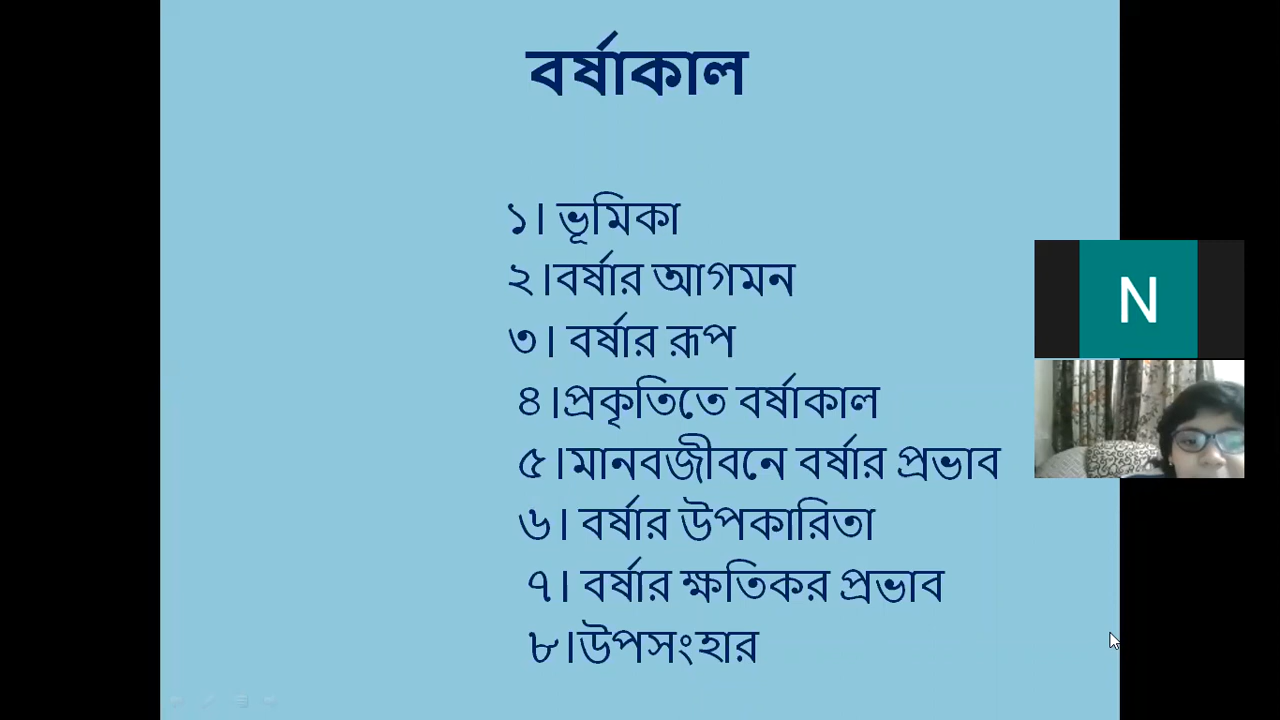 বর্ষাকাল
১। ভূমিকা
২।বর্ষার আগমন
৩। বর্ষার রূপ
৪।প্রকৃতিতে বর্ষাকাল
৫।মানবজীবনে বর্ষার প্রভাব
৬। বর্ষার উপকারিতা
৭। বর্ষার ক্ষতিকর প্রভাব
৮।উপসংহার
N